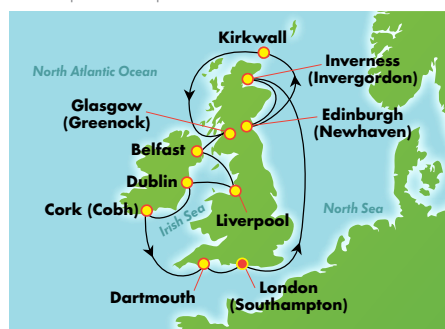 Kirkwall
North Atlantic Ocean
Inverness
(Invergordon)
Glasgow
(Greenock)
Edinburgh
(Newhaven)
Belfast
Dublin
Cork (Cobh)
Irish Sea
Liverpool
North Sea
Dartmouth
London
(Southampton)